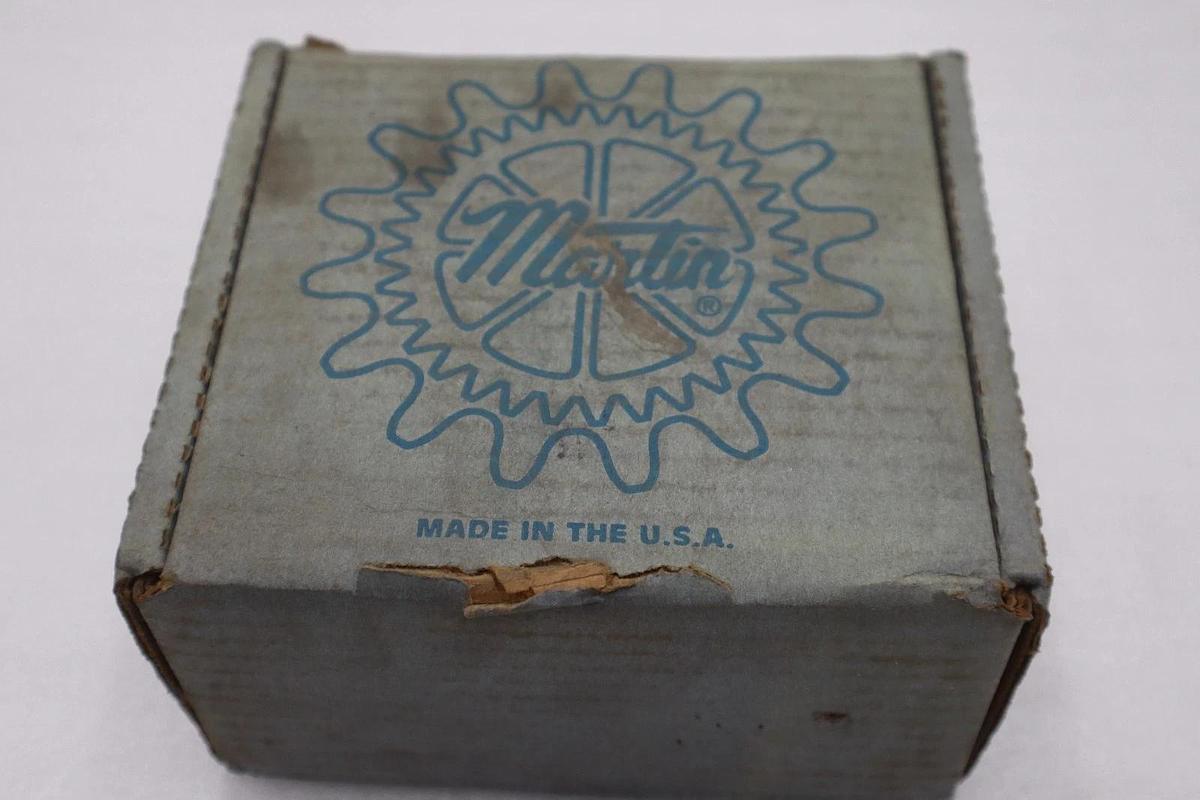 Martin
®
MADE IN THE U.S.A.